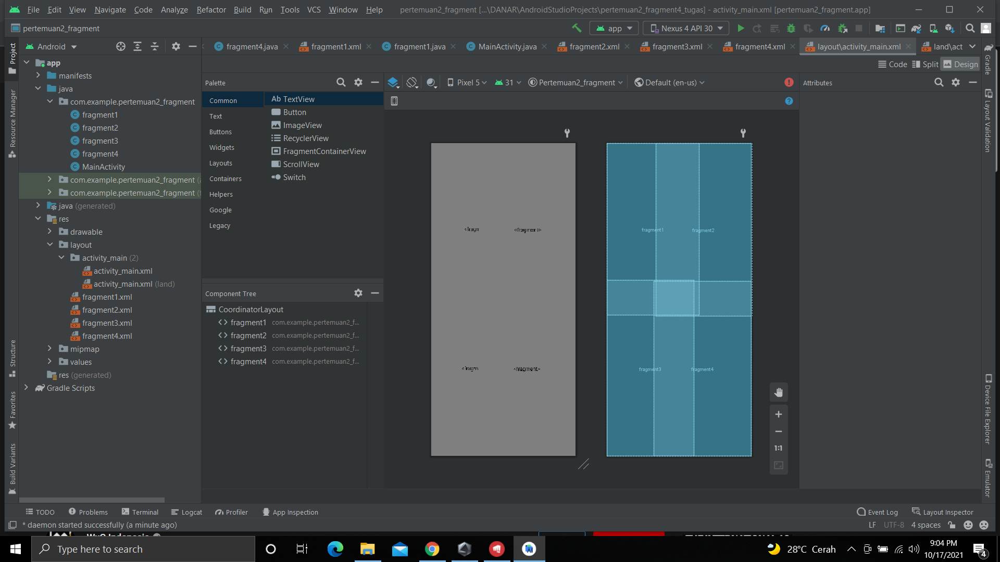 File Edit View Navigate Code Analyze Refactor Build Run Tools VCS Window Help pertemuan2_fragment [...\DANAR\AndroidStudioProjects\pertemuan2_fragment4_tugas] - activity_main.xml [pertemuan2_fragment.app]
pertemuan2_fragment app Nexus 4 API 30
Android fragment4.java fragment1.xml fragment1.java MainActivity.java fragment2.xml fragment3.xml fragment4.xml layout\activity_main.xml land\act
Code Split Design
Project
Resource Manager
Structure
Favorites
Build Variants
app
manifests
java
com.example.pertemuan2_fragment
fragment1
fragment2
fragment3
fragment4
MainActivity
com.example.pertemuan2_fragment
com.example.pertemuan2_fragment
java (generated)
res
drawable
layout
activity_main (2)
activity_main.xml
activity_main.xml (land)
fragment1.xml
fragment2.xml
fragment3.xml
fragment4.xml
mipmap
values
res (generated)
Gradle Scripts
Palette
Common
Text
Buttons
Widgets
Layouts
Containers
Helpers
Google
Legacy
Ab TextView
Button
ImageView
RecyclerView
FragmentContainerView
ScrollView
Switch
Component Tree
CoordinatorLayout
fragment1 com.example.pertemuan2_f...
fragment2 com.example.pertemuan2_f...
fragment3 com.example.pertemuan2_f...
fragment4 com.example.pertemuan2_f...
Pixel 5 31 Pertemuan2_fragment Default (en-us)
<fragm <fragment>
<fragm <fragment>
fragment1 fragment2
fragment3 fragment4
1:1
Attributes
Gradle
Layout Validation
Device File Explorer
Emulator
TODO Problems Terminal Logcat Profiler App Inspection Event Log Layout Inspector
* daemon started successfully (a minute ago) LF UTF-8 4 spaces
Type here to search 28°C Cerah 9:04 PM
10/17/2021
4